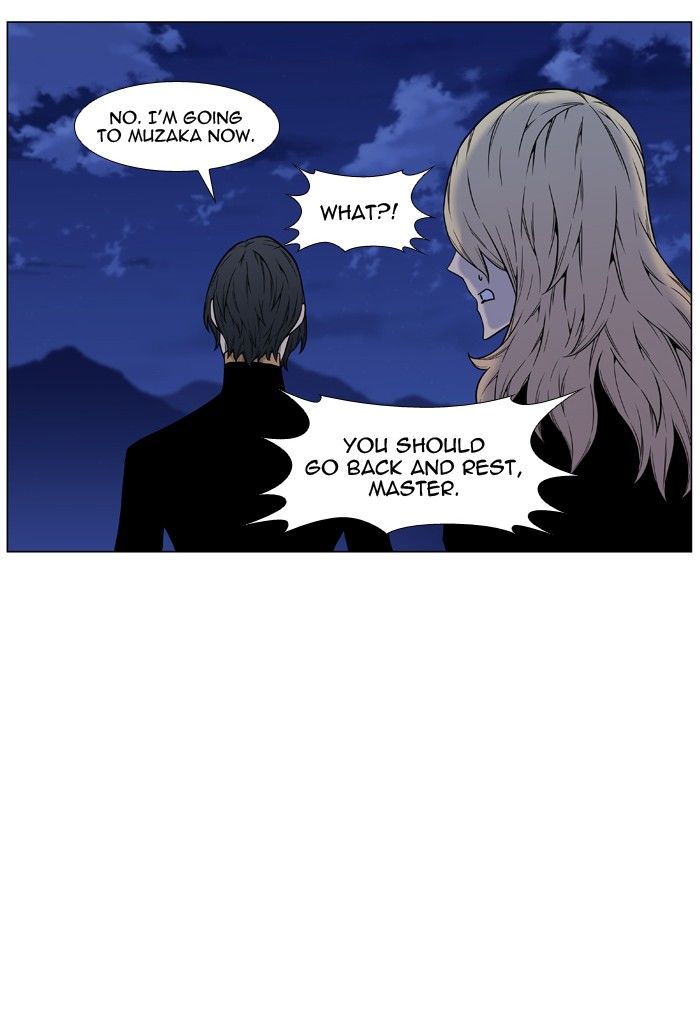 NO. I'M GOING
TO MUZAKA NOW.
WHAT?!
YOU SHOULD
GO BACK AND REST,
MASTER.